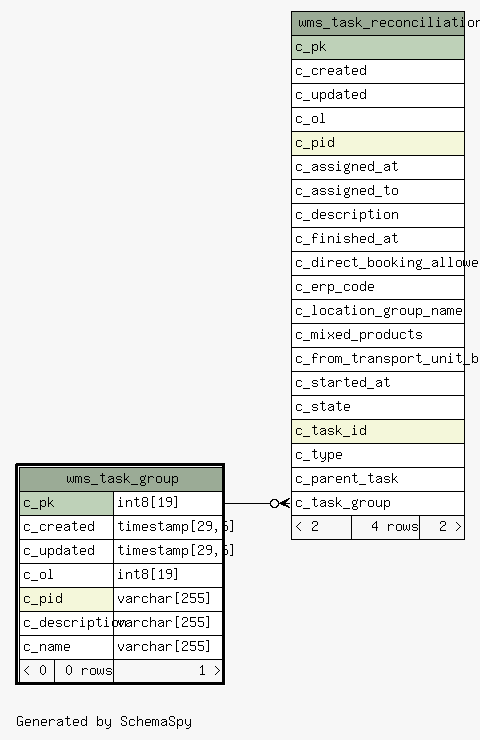 wms_task_reconciliation
c_pk
c_created
c_updated
c_ol
c_pid
c_assigned_at
c_assigned_to
c_description
c_finished_at
c_direct_booking_allowe
c_erp_code
c_location_group_name
c_mixed_products
c_from_transport_unit_b
c_started_at
c_state
c_task_id
c_type
c_parent_task
c_task_group
< 2 4 rows 2 >
wms_task_group
c_pk int8[19]
c_created timestamp[29,6]
c_updated timestamp[29,6]
c_ol int8[19]
c_pid varchar[255]
c_description varchar[255]
c_name varchar[255]
< 0 0 rows 1 >
Generated by SchemaSpy